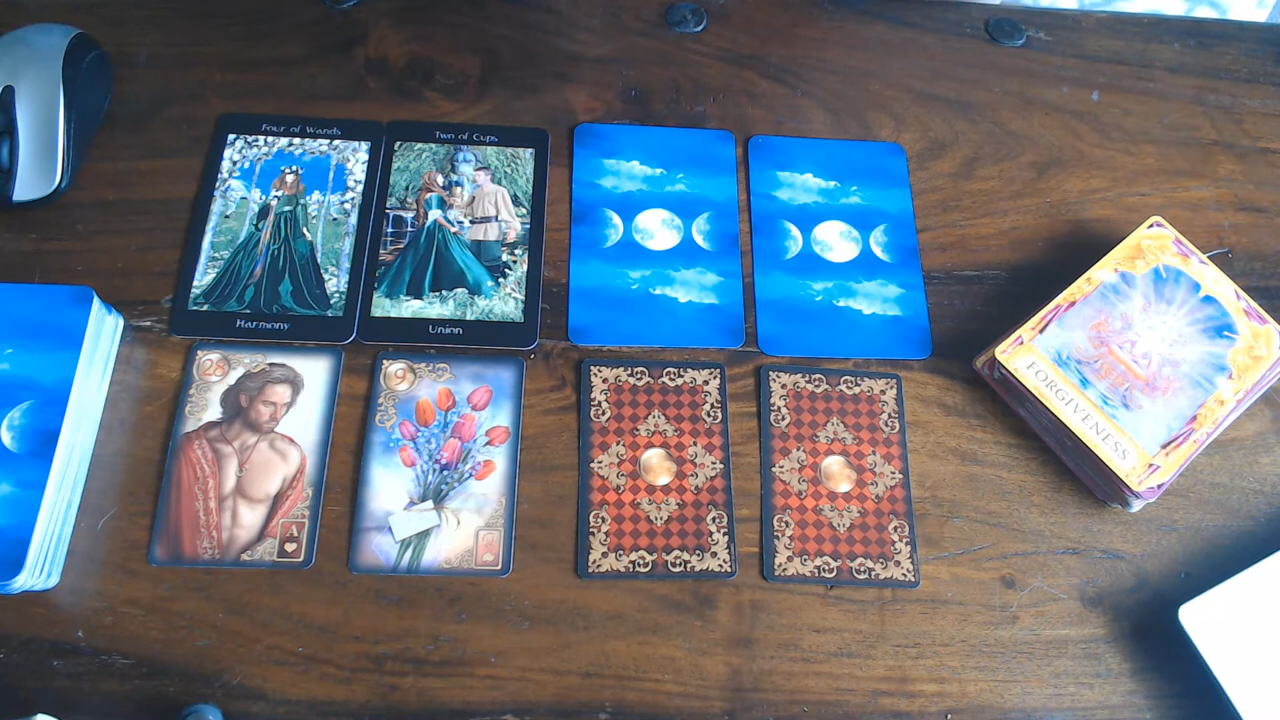 Four of Wands
Two of Cups
Harmony
Union
28
9
A
FORGIVENESS